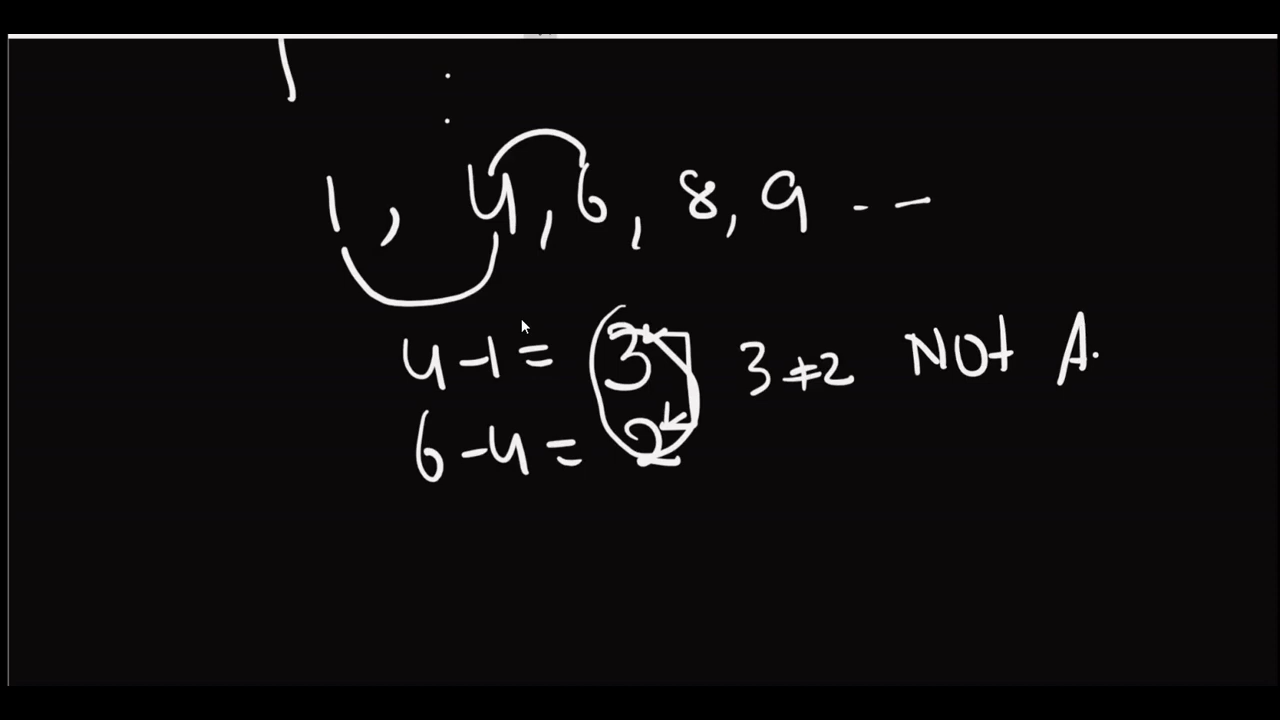 1, 4, 6, 8, 9 . . —
4-1 = 3 3≠2 Not A.
6-4 = 2